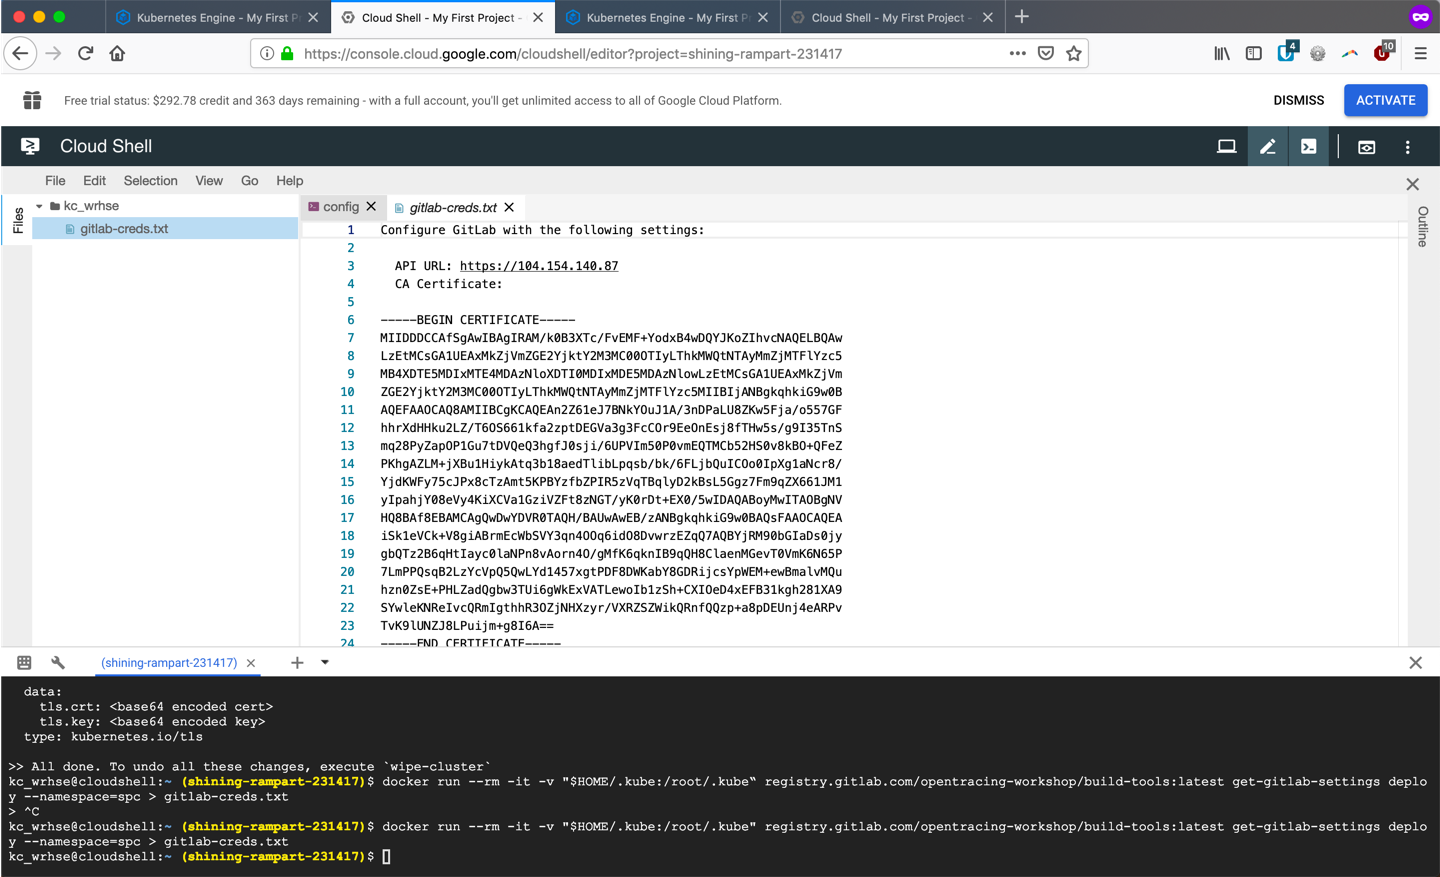 Kubernetes Engine - My First P
Cloud Shell - My First Project -
Kubernetes Engine - My First P
Cloud Shell - My First Project -
https://console.cloud.google.com/cloudshell/editor?project=shining-rampart-231417
4
10
Free trial status: $292.78 credit and 363 days remaining - with a full account, you'll get unlimited access to all of Google Cloud Platform.
DISMISS
ACTIVATE
Cloud Shell
File Edit Selection View Go Help
Files
kc_wrhse
gitlab-creds.txt
config
gitlab-creds.txt
Outline
1 Configure GitLab with the following settings:
2
3 API URL: https://104.154.140.87
4 CA Certificate:
5
6 -----BEGIN CERTIFICATE-----
7 MIIDDDCCAfSgAwIBAgIRAM/k0B3XTc/FvEMF+YodxB4wDQYJKoZIhvcNAQELBQAw
8 LzEtMCsGA1UEAxMkZjVmZGE2YjktY2M3MC00OTIyLThkMWQtNTAyMmZjMTFlYzc5
9 MB4XDTE5MDIxMTE4MDAzNloXDTI0MDIxMDE5MDAzNlowLzEtMCsGA1UEAxMkZjVm
10 ZGE2YjktY2M3MC00OTIyLThkMWQtNTAyMmZjMTFlYzc5MIIBIjANBgkqhkiG9w0B
11 AQEFAAOCAQ8AMIIBCgKCAQEAn2Z61eJ7BNkYOuJ1A/3nDPaLU8ZKw5Fja/o557GF
12 hhrXdHHku2LZ/T6OS661kfa2zptDEGVa3g3FcCOr9EeOnEsj8fTHw5s/g9I35TnS
13 mq28PyZapOP1Gu7tDVQeQ3hgfJ0sji/6UPVIm50P0vmEQTMCb52HS0v8kBO+QFeZ
14 PKhgAZLM+jXBu1HiykAtq3b18aedTlibLpqsb/bk/6FLjbQuICOo0IpXg1aNcr8/
15 YjdKWFy75cJPx8cTzAmt5KPBYzfbZPIR5zVqTBqlyD2kBsL5Ggz7Fm9qZX661JM1
16 yIpahjY08eVy4KiXCVa1GziVZFt8zNGT/yK0rDt+EX0/5wIDAQABoyMwITAOBgNV
17 HQ8BAf8EBAMCAgQwDwYDVR0TAQH/BAUwAwEB/zANBgkqhkiG9w0BAQsFAAOCAQEA
18 iSk1eVCk+V8giABrmEcWbSVY3qn4OOq6idO8DvwrzEZqQ7AQBYjRM90bGIaDs0jy
19 gbQTz2B6qHtIayc0laNPn8vAorn4O/gMfK6qknIB9qQH8ClaenMGevT0VmK6N65P
20 7LmPPQsqB2LzYcVpQ5QwLYd1457xgtPDF8DWKabY8GDRijcsYpWEM+ewBmalvMQu
21 hzn0ZsE+PHLZadQgbw3TUi6gWkExVATLewoIb1zSh+CXIOeD4xEFB31kgh281XA9
22 SYwleKNReIvcQRmIgthhR3OZjNHXzyr/VXRZSZWikQRnfQQzp+a8pDEUnj4eARPv
23 TvK9lUNZJ8LPuijm+g8I6A==
24 -----END CERTIFICATE-----
(shining-rampart-231417)
data:
tls.crt: <base64 encoded cert>
tls.key: <base64 encoded key>
type: kubernetes.io/tls
>> All done. To undo all these changes, execute `wipe-cluster`
kc_wrhse@cloudshell:~ (shining-rampart-231417)$ docker run --rm -it -v "$HOME/.kube:/root/.kube“ registry.gitlab.com/opentracing-workshop/build-tools:latest get-gitlab-settings deplo
y --namespace=spc > gitlab-creds.txt
> ^C
kc_wrhse@cloudshell:~ (shining-rampart-231417)$ docker run --rm -it -v "$HOME/.kube:/root/.kube" registry.gitlab.com/opentracing-workshop/build-tools:latest get-gitlab-settings deplo
y --namespace=spc > gitlab-creds.txt
kc_wrhse@cloudshell:~ (shining-rampart-231417)$